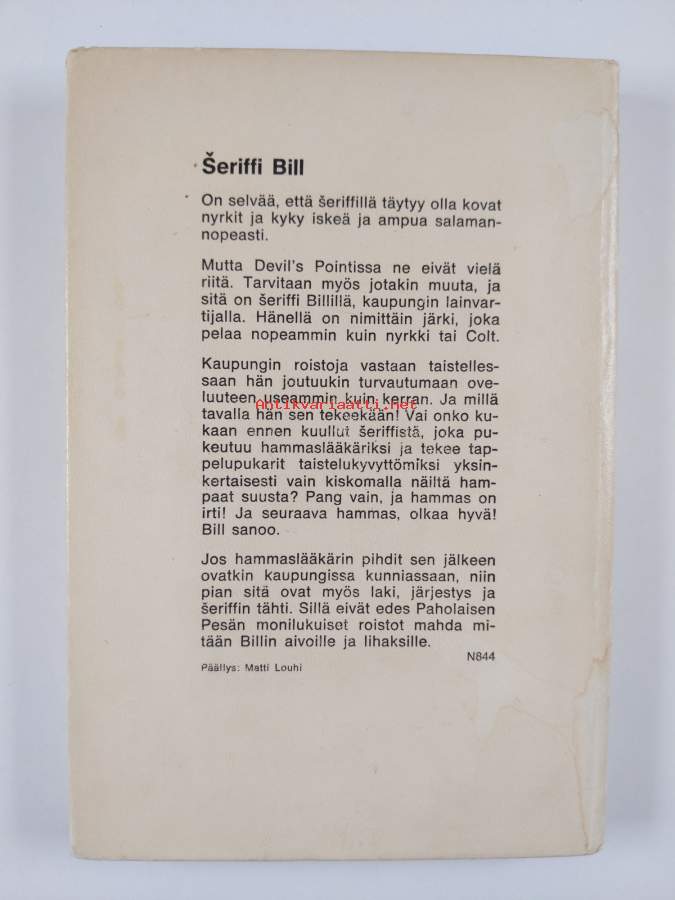 Šeriffi Bill
On selvää, että šeriffillä täytyy olla kovat
nyrkit ja kyky iskeä ja ampua salaman-
nopeasti.
Mutta Devil's Pointissa ne eivät vielä
riitä. Tarvitaan myös jotakin muuta, ja
sitä on šeriffi Billillä, kaupungin lainvar-
tijalla. Hänellä on nimittäin järki, joka
pelaa nopeammin kuin nyrkki tai Colt.
Kaupungin roistoja vastaan taistelles-
saan hän joutuukin turvautumaan ove-
luuteen useammin kuin kerran. Ja millä
Antikvariaatti.net
tavalla hän sen tekeekään! Vai onko ku-
kaan ennen kuullut šeriffistä, joka pu-
keutuu hammaslääkäriksi ja tekee tap-
pelupukarit taistelukyvyttömiksi yksin-
kertaisesti vain kiskomalla näiltä ham-
paat suusta? Pang vain, ja hammas on
irti! Ja seuraava hammas, olkaa hyvä!
Bill sanoo.
Jos hammaslääkärin pihdit sen jälkeen
ovatkin kaupungissa kunniassaan, niin
pian sitä ovat myös laki, järjestys ja
šeriffin tähti. Sillä eivät edes Paholaisen
Pesän monilukuiset roistot mahda mi-
tään Billin aivoille ja lihaksille.
N844
Päällys: Matti Louhi